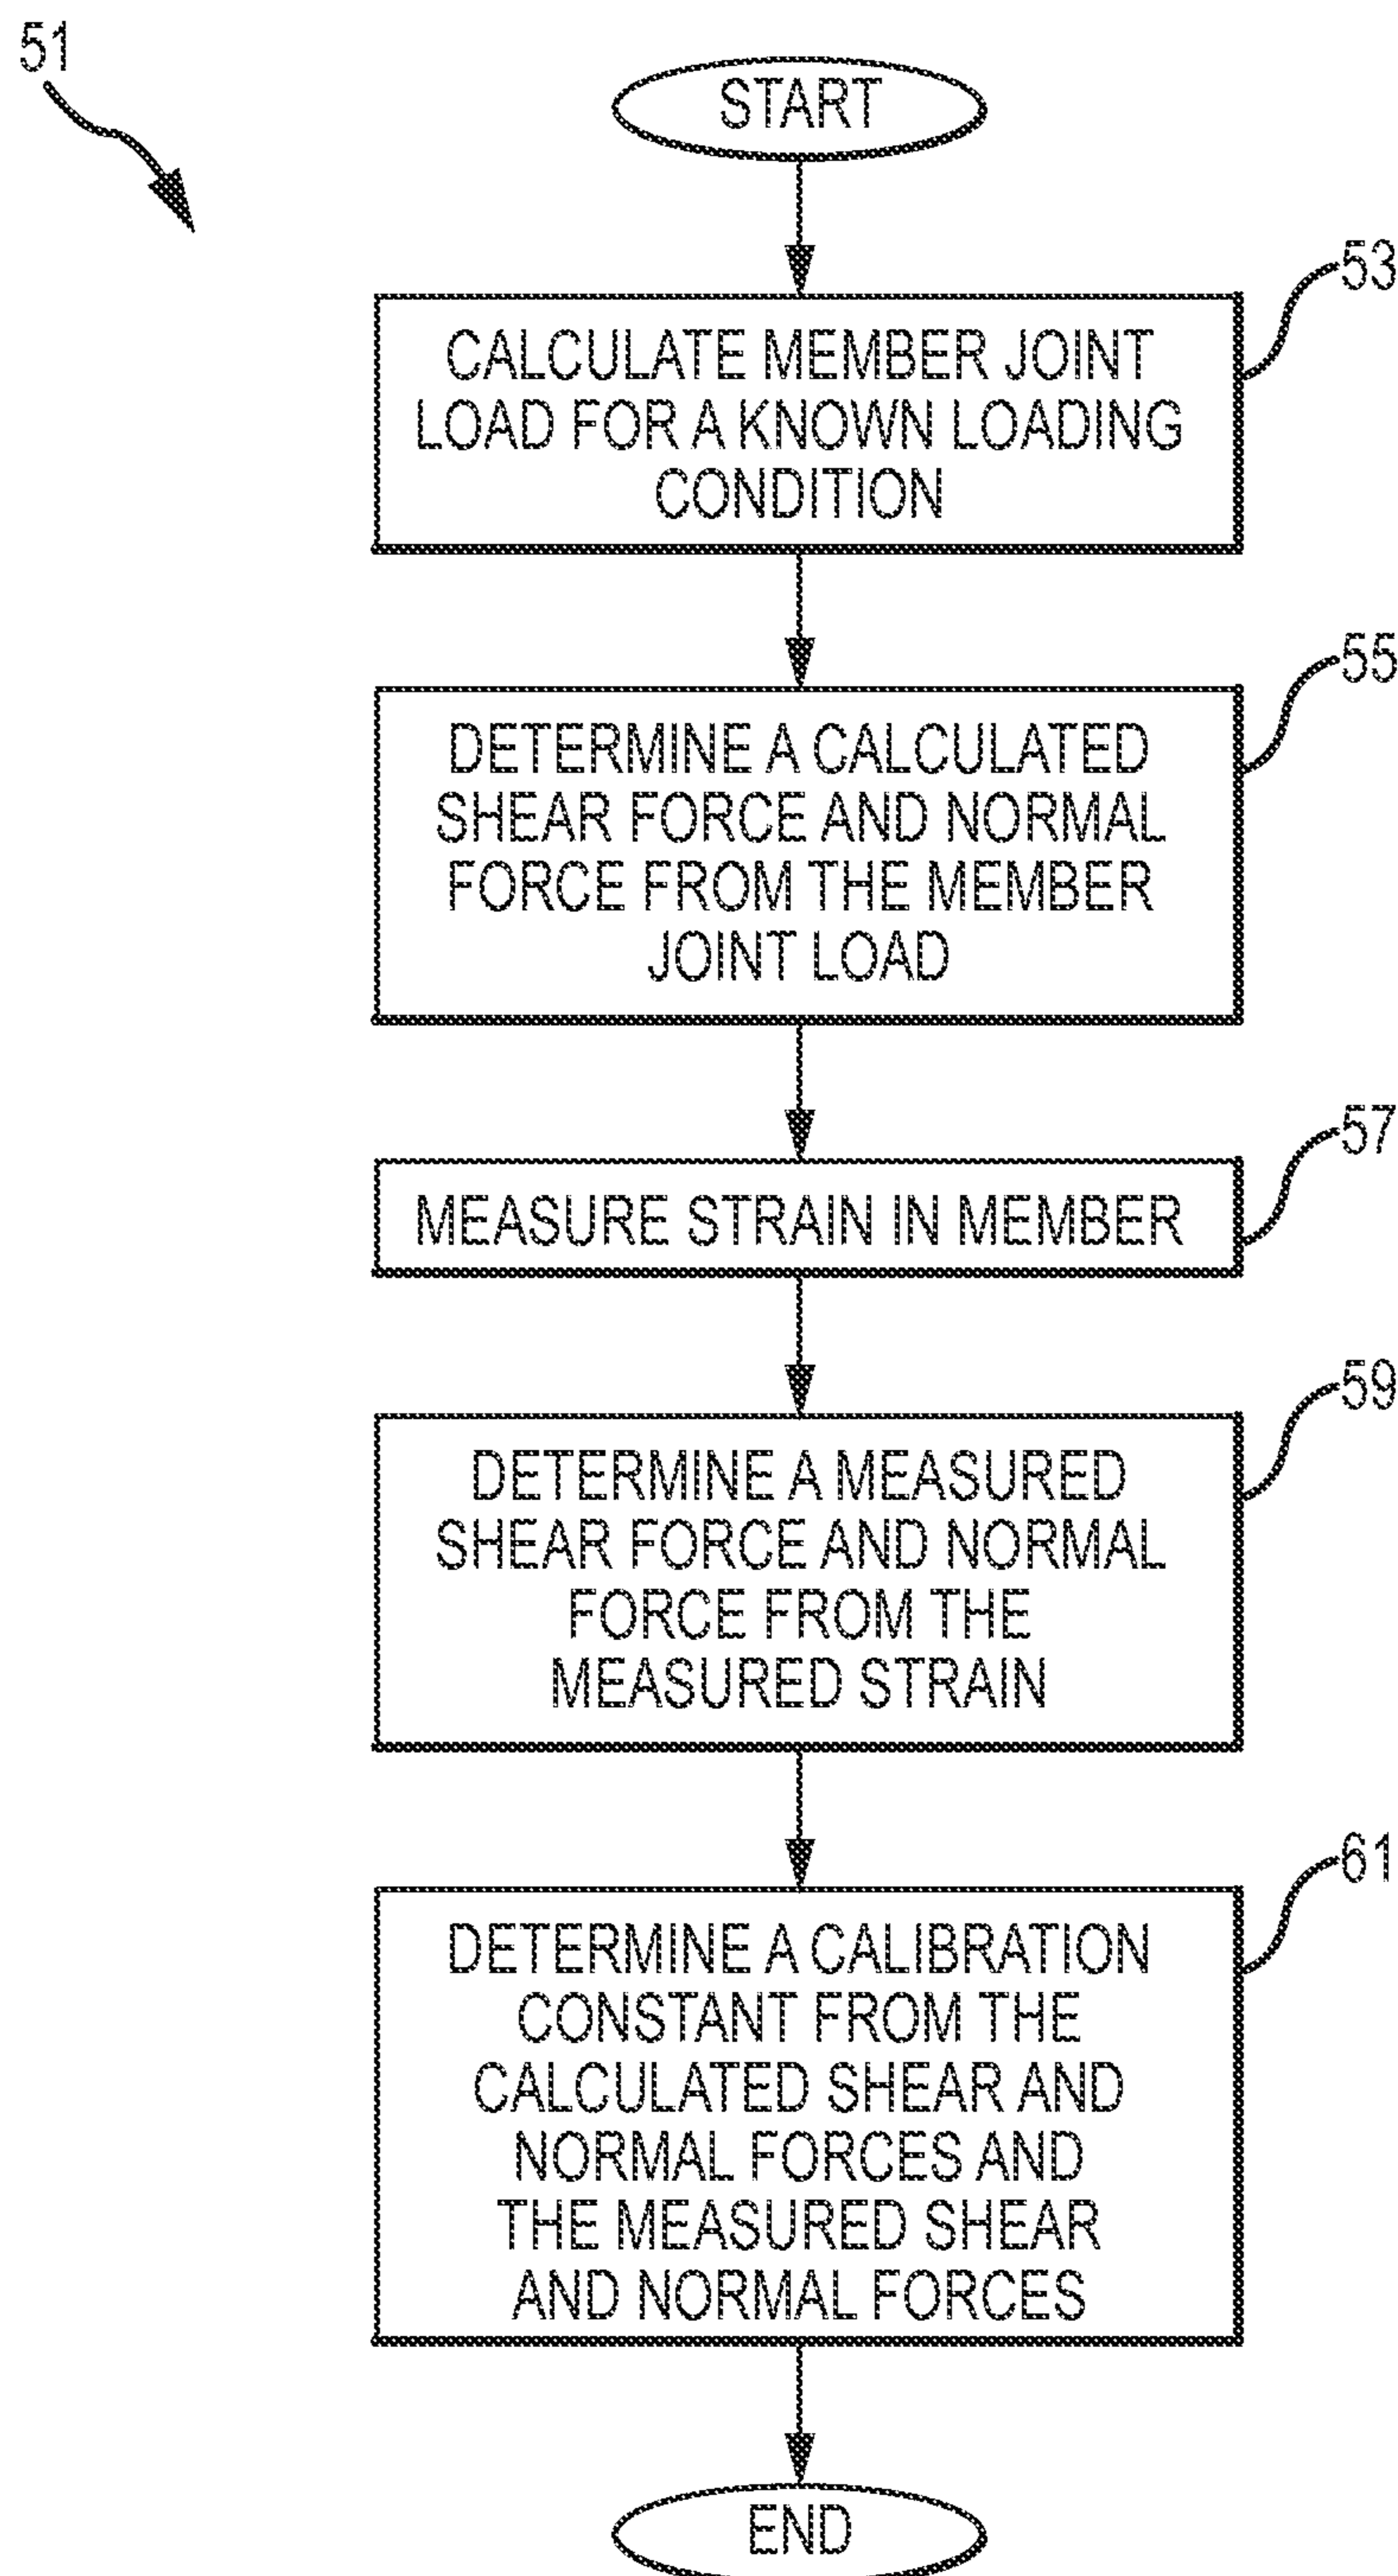 51
START
53
CALCULATE MEMBER JOINT
LOAD FOR A KNOWN LOADING
CONDITION
55
DETERMINE A CALCULATED
SHEAR FORCE AND NORMAL
FORCE FROM THE MEMBER
JOINT LOAD
57
MEASURE STRAIN IN MEMBER
59
DETERMINE A MEASURED
SHEAR FORCE AND NORMAL
FORCE FROM THE
MEASURED STRAIN
61
DETERMINE A CALIBRATION
CONSTANT FROM THE
CALCULATED SHEAR AND
NORMAL FORCES AND
THE MEASURED SHEAR
AND NORMAL FORCES
END